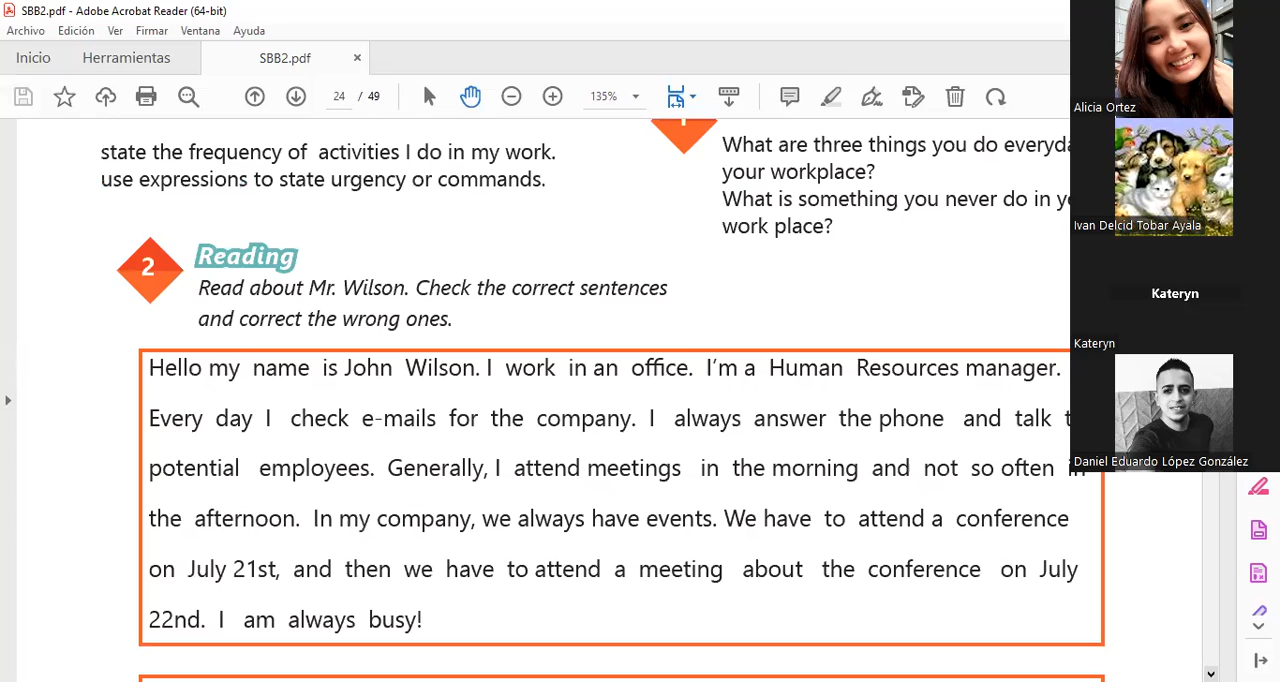 SBB2.pdf - Adobe Acrobat Reader (64-bit)
Archivo Edición Ver Firmar Ventana Ayuda
Inicio Herramientas SBB2.pdf ×
24 / 49 135%
state the frequency of activities I do in my work.
use expressions to state urgency or commands.
What are three things you do
your workplace?
What is something you never do in
work place?
2 Reading
Read about Mr. Wilson. Check the correct sentences
and correct the wrong ones.
Hello my name is John Wilson. I work in an office. I'm a Human Resources manager.
Every day I check e-mails for the company. I always answer the phone and talk
potential employees. Generally, I attend meetings in the morning and not so often
the afternoon. In my company, we always have events. We have to attend a conference
on July 21st, and then we have to attend a meeting about the conference on July
22nd. I am always busy!
Alicia Ortez
Ivan Delcid Tobar Ayala
Kateryn
Kateryn
Daniel Eduardo López González